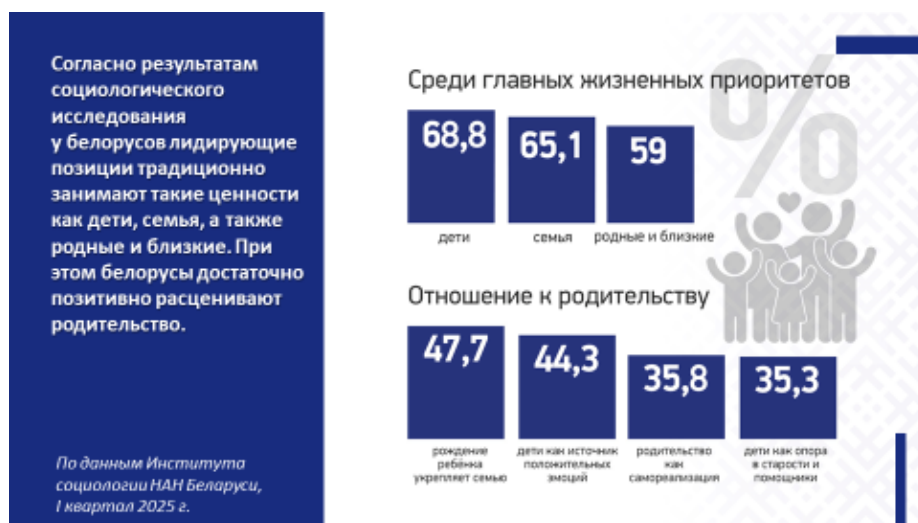 Согласно результатам
социологического
исследования
у белорусов лидирующие
позиции традиционно
занимают такие ценности
как дети, семья, а также
родные и близкие. При
этом белорусы достаточно
позитивно расценивают
родительство.
По данным Института
социологии НАН Беларуси,
I квартал 2025 г.
Среди главных жизненных приоритетов
%
68,8
65,1
59
дети
семья
родные и близкие
Отношение к родительству
47,7
44,3
35,8
35,3
рождение
ребёнка
укрепляет семью
дети как источник
положительных
эмоций
родительство
как
самореализация
дети как опора
в старости и
помощники